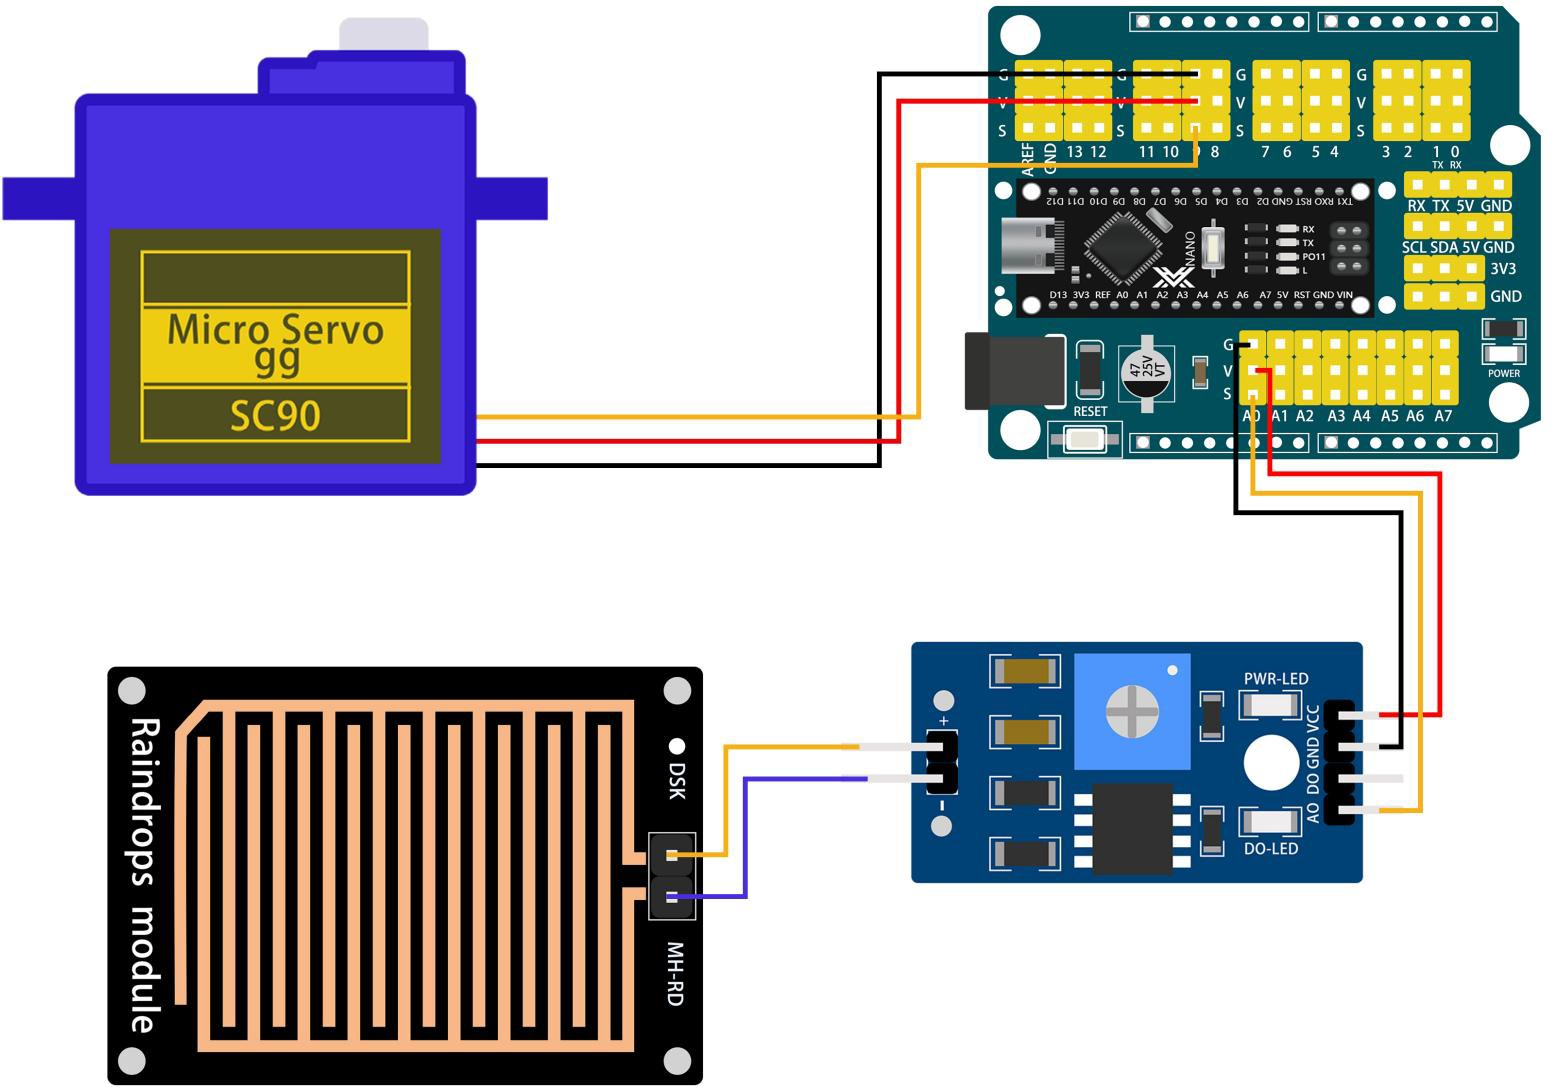 Micro Servo
gg
SC90
G G G G
V V V V
S S S S
AREF GND 13 12 11 10 9 8 7 6 5 4 3 2 1 0
TX RX
RX TX 5V GND
SCL SDA 5V GND
3V3
GND
D12 D11 D10 D9 D8 D7 D6 D5 D4 D3 D2 GND RST RX0 TX1
NANO
RX
TX
PO11
L
D13 3V3 REF A0 A1 A2 A3 A4 A5 A6 A7 5V RST GND VIN
47
25V
VT
RESET
G
V
S
A0 A1 A2 A3 A4 A5 A6 A7
POWER
Raindrops module
DSK
MH-RD
+
-
PWR-LED
VCC
GND
DO
AO
DO-LED